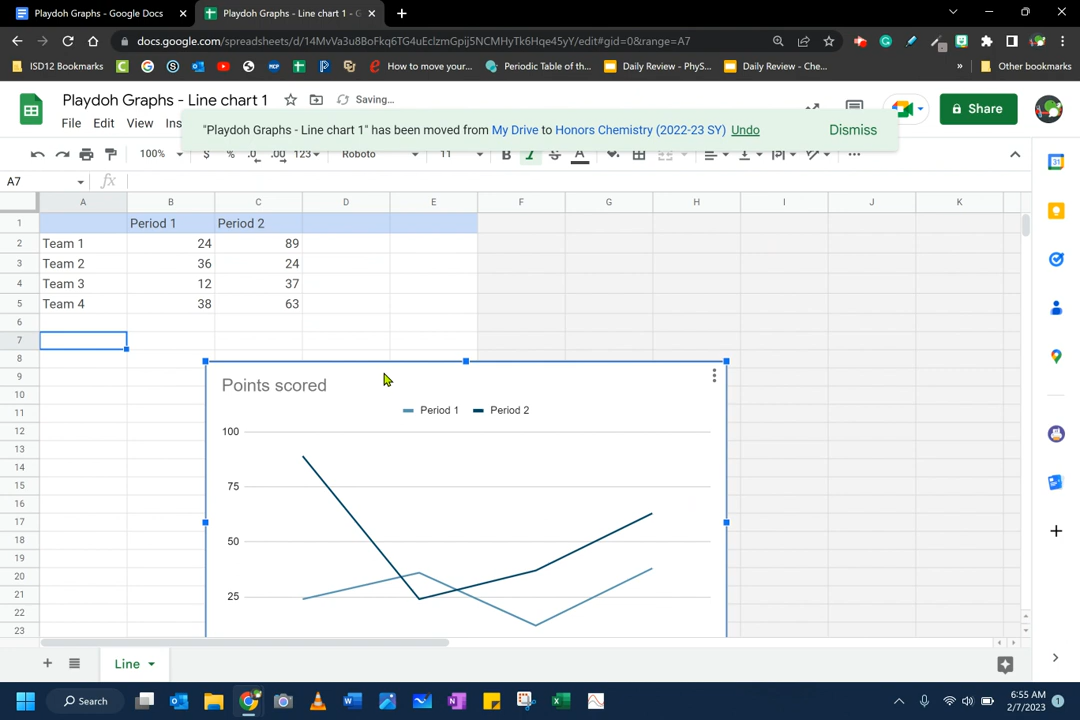 Playdoh Graphs - Google Docs
Playdoh Graphs - Line chart 1 - G
docs.google.com/spreadsheets/d/14MvVa3u8BoFkq6TG4uEclzmGpij5NCMHyTk6Hqe45yY/edit#gid=0&range=A7
ISD12 Bookmarks
How to move your...
Periodic Table of th...
Daily Review - PhyS...
Daily Review - Che...
»
Other bookmarks
Playdoh Graphs - Line chart 1
Saving...
File Edit View Ins
"Playdoh Graphs - Line chart 1" has been moved from My Drive to Honors Chemistry (2022-23 SY) Undo Dismiss
Share
100% $ % .0 .00 123 Roboto 11 B I S A
A7 fx
A B C D E F G H I J K
1 Period 1 Period 2
2 Team 1 24 89
3 Team 2 36 24
4 Team 3 12 37
5 Team 4 38 63
6
7
8
9
10
11
12
13
14
15
16
17
18
19
20
21
22
23
Points scored
Period 1 Period 2
100
75
50
25
Line
Search
6:55 AM
2/7/2023
1